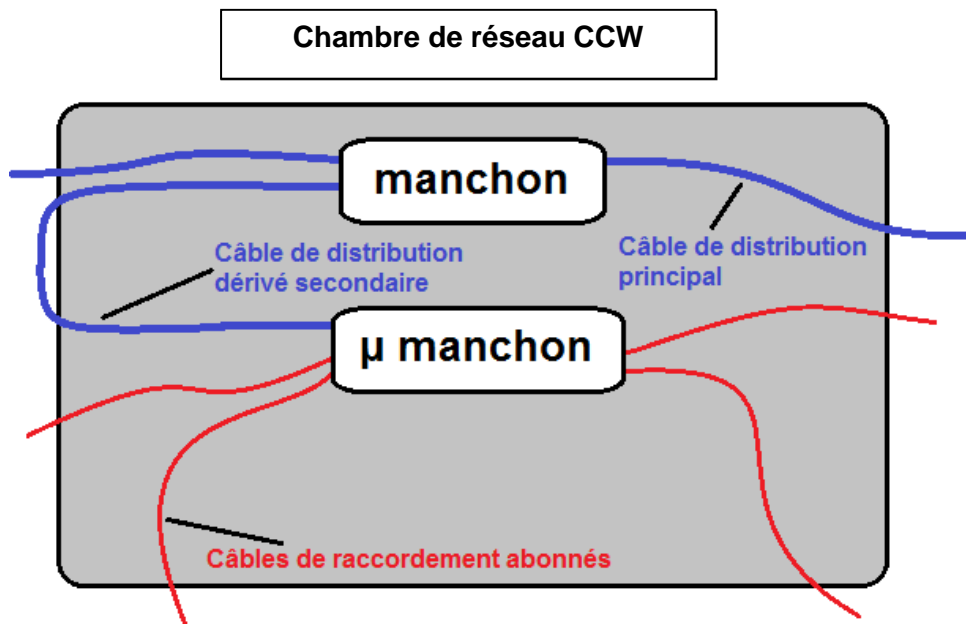 Chambre de réseau CCW
manchon
Câble de distribution
dérivé secondaire
Câble de distribution
principal
µ manchon
Câbles de raccordement abonnés